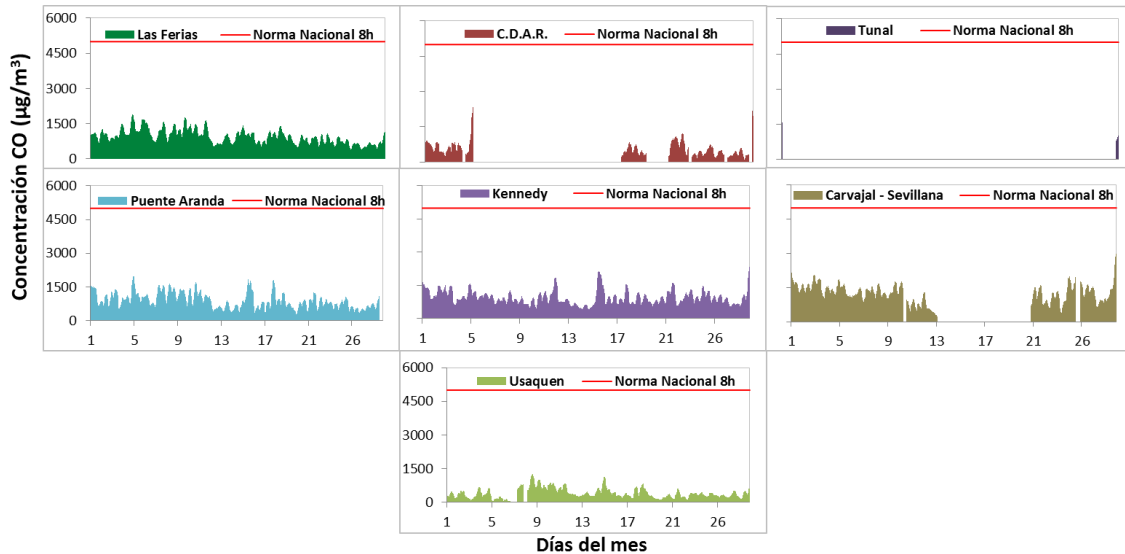 Concentración CO (µg/m³)
6000
4500
3000
1500
0
Las Ferias
Norma Nacional 8h
C.D.A.R.
Norma Nacional 8h
Tunal
Norma Nacional 8h
6000
4500
3000
1500
0
Puente Aranda
Norma Nacional 8h
1 5 9 13 17 21 26
Kennedy
Norma Nacional 8h
1 5 9 13 17 21 26
Carvajal - Sevillana
Norma Nacional 8h
1 5 9 13 17 21 26
6000
4500
3000
1500
0
Usaquen
Norma Nacional 8h
1 5 9 13 17 21 26
Días del mes